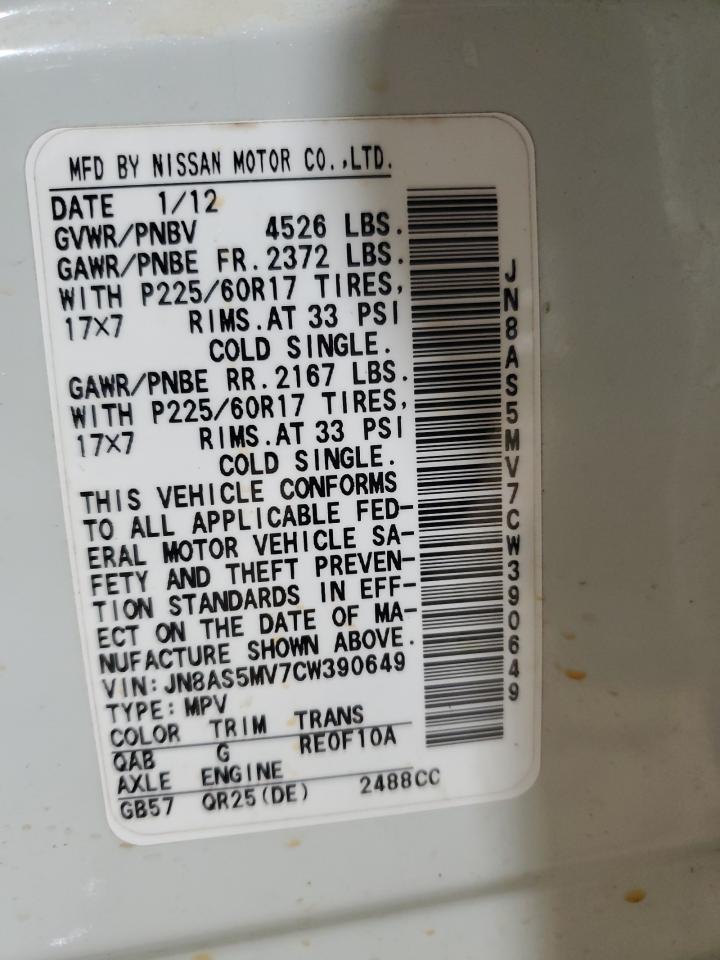 MFD BY NISSAN MOTOR CO.,LTD.
DATE 1/12
GVWR/PNBV 4526 LBS.
GAWR/PNBE FR. 2372 LBS.
WITH P225/60R17 TIRES,
17X7 RIMS. AT 33 PSI
COLD SINGLE.
GAWR/PNBE RR. 2167 LBS.
WITH P225/60R17 TIRES,
17X7 RIMS. AT 33 PSI
COLD SINGLE.
THIS VEHICLE CONFORMS
TO ALL APPLICABLE FED-
ERAL MOTOR VEHICLE SA-
FETY AND THEFT PREVEN-
TION STANDARDS IN EFF-
ECT ON THE DATE OF MA-
NUFACTURE SHOWN ABOVE.
VIN: JN8AS5MV7CW390649
TYPE: MPV
COLOR TRIM TRANS
QAB G RE0F10A
AXLE ENGINE
GB57 QR25(DE) 2488CC
JN8AS5MV7CW390649